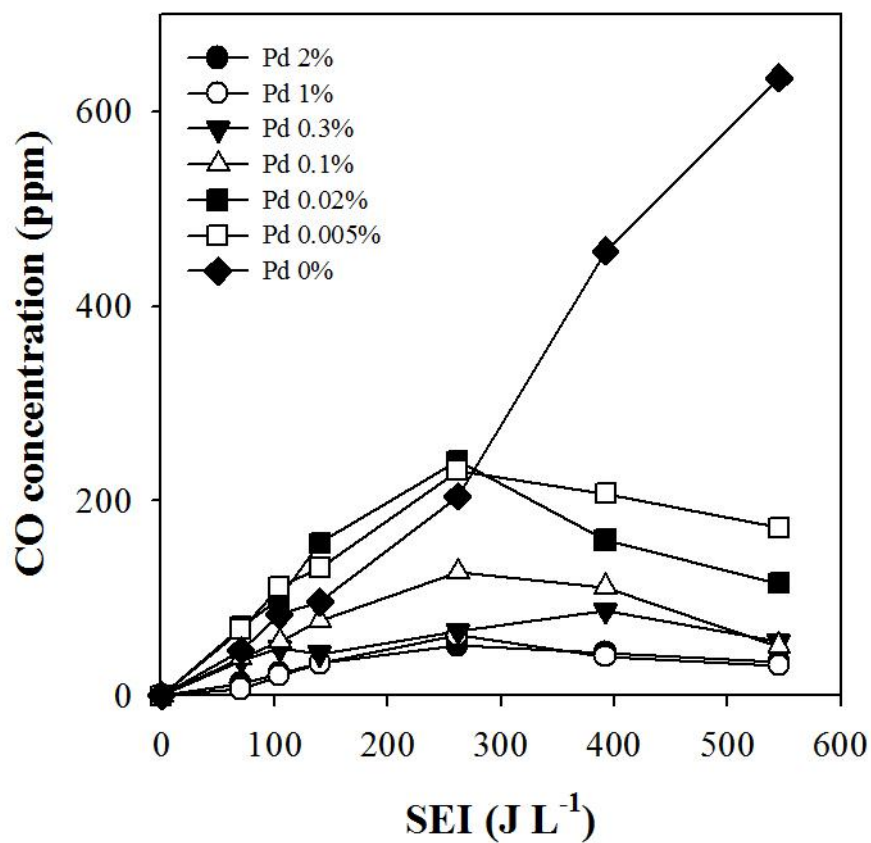 600
400
200
0
CO concentration (ppm)
Pd 2%
Pd 1%
Pd 0.3%
Pd 0.1%
Pd 0.02%
Pd 0.005%
Pd 0%
0 100 200 300 400 500 600
SEI (J L⁻¹)